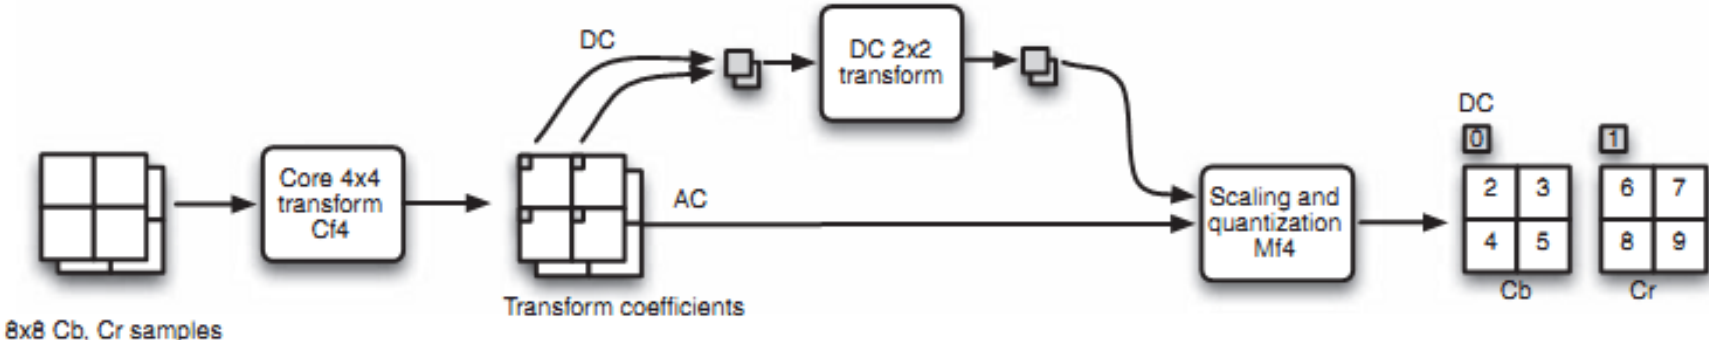 DC
DC 2x2
transform
Core 4x4
transform
Cf4
AC
Transform coefficients
8x8 Cb, Cr samples
Scaling and
quantization
Mf4
DC
0
1
2 3
4 5
6 7
8 9
Cb
Cr